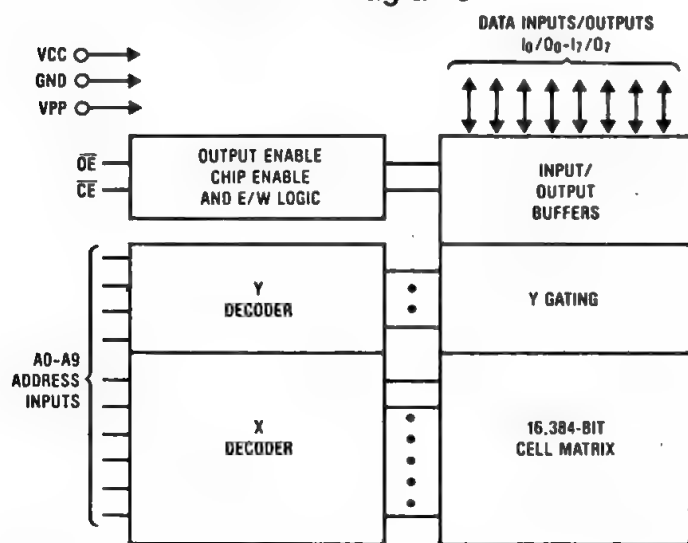 DATA INPUTS/OUTPUTS
I0/O0-I7/O7
VCC
GND
VPP
OE
CE
OUTPUT ENABLE
CHIP ENABLE
AND E/W LOGIC
INPUT/
OUTPUT
BUFFERS
Y
DECODER
Y GATING
A0-A9
ADDRESS
INPUTS
X
DECODER
16,384-BIT
CELL MATRIX